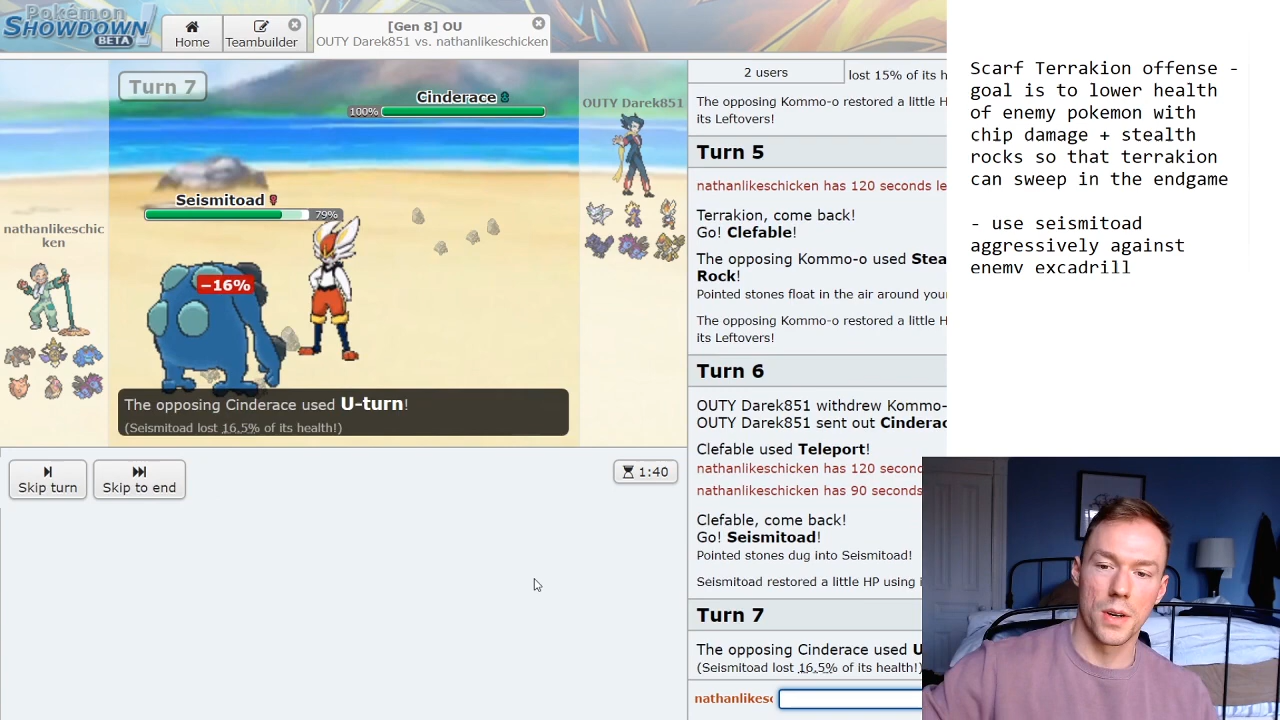 Pokémon
SHOWDOWN!
BETA
Home
Teambuilder
[Gen 8] OU
OUTY Darek851 vs. nathanlikeschicken
Turn 7
Cinderace
100%
Seismitoad
79%
−16%
nathanlikeschic
ken
OUTY Darek851
The opposing Cinderace used U-turn!
(Seismitoad lost 16.5% of its health!)
Skip turn
Skip to end
1:40
2 users
lost 15% of its h
The opposing Kommo-o restored a little H
its Leftovers!
Turn 5
nathanlikeschicken has 120 seconds le
Terrakion, come back!
Go! Clefable!
The opposing Kommo-o used Stea
Rock!
Pointed stones float in the air around your
The opposing Kommo-o restored a little H
its Leftovers!
Turn 6
OUTY Darek851 withdrew Kommo-
OUTY Darek851 sent out Cinderac
Clefable used Teleport!
nathanlikeschicken has 120 second
nathanlikeschicken has 90 seconds
Clefable, come back!
Go! Seismitoad!
Pointed stones dug into Seismitoad!
Seismitoad restored a little HP using i
Turn 7
The opposing Cinderace used U
(Seismitoad lost 16.5% of its health!)
nathanlikesc
Scarf Terrakion offense -
goal is to lower health
of enemy pokemon with
chip damage + stealth
rocks so that terrakion
can sweep in the endgame
- use seismitoad
aggressively against
enemy excadrill